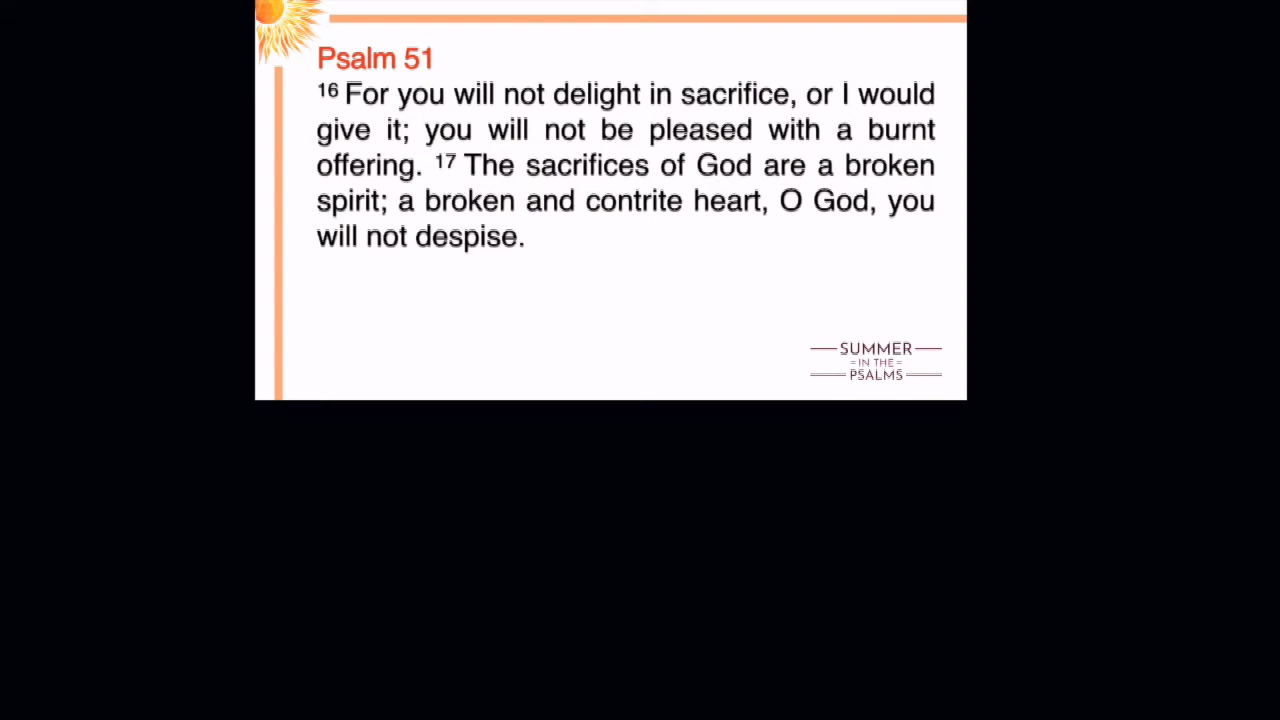 Psalm 51
16 For you will not delight in sacrifice, or I would
give it; you will not be pleased with a burnt
offering. 17 The sacrifices of God are a broken
spirit; a broken and contrite heart, O God, you
will not despise.
SUMMER
IN THE
PSALMS